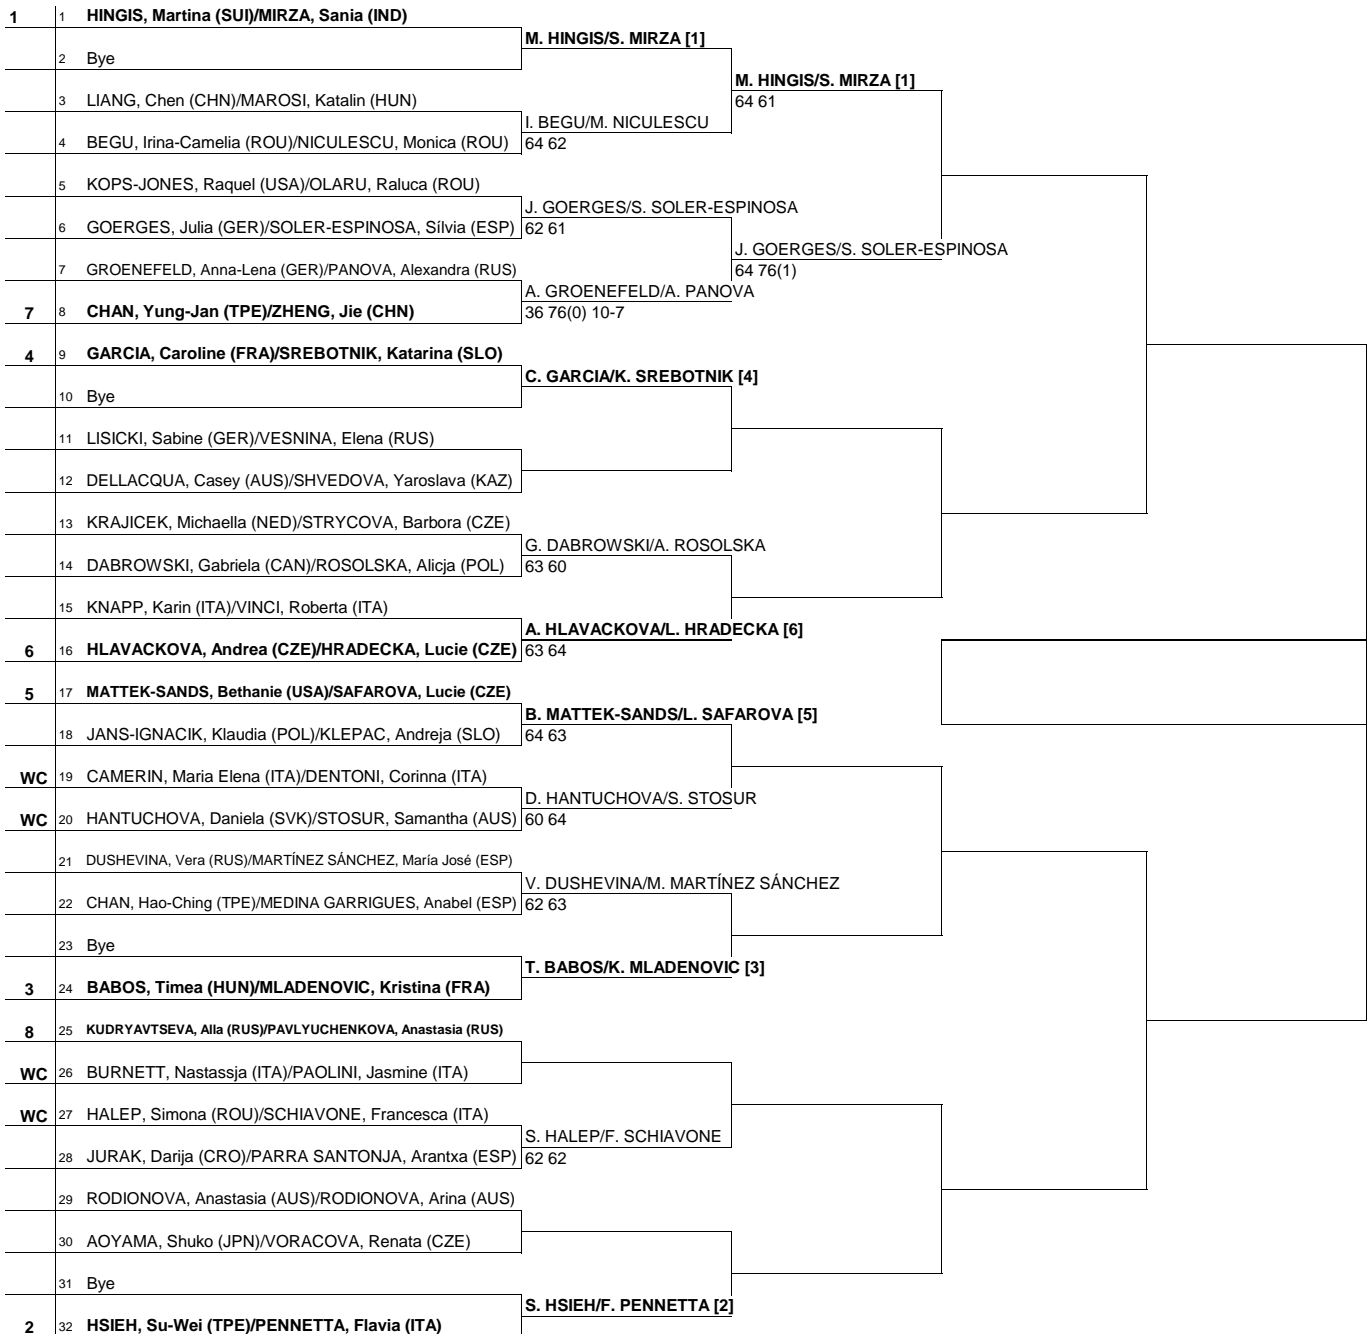 1 1 HINGIS, Martina (SUI)/MIRZA, Sania (IND)
M. HINGIS/S. MIRZA [1]
2 Bye
M. HINGIS/S. MIRZA [1]
3 LIANG, Chen (CHN)/MAROSI, Katalin (HUN)
64 61
I. BEGU/M. NICULESCU
4 BEGU, Irina-Camelia (ROU)/NICULESCU, Monica (ROU)
64 62
5 KOPS-JONES, Raquel (USA)/OLARU, Raluca (ROU)
J. GOERGES/S. SOLER-ESPINOSA
6 GOERGES, Julia (GER)/SOLER-ESPINOSA, Sílvia (ESP)
62 61
J. GOERGES/S. SOLER-ESPINOSA
7 GROENEFELD, Anna-Lena (GER)/PANOVA, Alexandra (RUS)
64 76(1)
A. GROENEFELD/A. PANOVA
7 8 CHAN, Yung-Jan (TPE)/ZHENG, Jie (CHN)
36 76(0) 10-7
4 9 GARCIA, Caroline (FRA)/SREBOTNIK, Katarina (SLO)
C. GARCIA/K. SREBOTNIK [4]
10 Bye
11 LISICKI, Sabine (GER)/VESNINA, Elena (RUS)
12 DELLACQUA, Casey (AUS)/SHVEDOVA, Yaroslava (KAZ)
13 KRAJICEK, Michaella (NED)/STRYCOVA, Barbora (CZE)
G. DABROWSKI/A. ROSOLSKA
14 DABROWSKI, Gabriela (CAN)/ROSOLSKA, Alicja (POL)
63 60
15 KNAPP, Karin (ITA)/VINCI, Roberta (ITA)
A. HLAVACKOVA/L. HRADECKA [6]
6 16 HLAVACKOVA, Andrea (CZE)/HRADECKA, Lucie (CZE)
63 64
5 17 MATTEK-SANDS, Bethanie (USA)/SAFAROVA, Lucie (CZE)
B. MATTEK-SANDS/L. SAFAROVA [5]
18 JANS-IGNACIK, Klaudia (POL)/KLEPAC, Andreja (SLO)
64 63
WC 19 CAMERIN, Maria Elena (ITA)/DENTONI, Corinna (ITA)
D. HANTUCHOVA/S. STOSUR
WC 20 HANTUCHOVA, Daniela (SVK)/STOSUR, Samantha (AUS)
60 64
21 DUSHEVINA, Vera (RUS)/MARTÍNEZ SÁNCHEZ, María José (ESP)
V. DUSHEVINA/M. MARTÍNEZ SÁNCHEZ
22 CHAN, Hao-Ching (TPE)/MEDINA GARRIGUES, Anabel (ESP)
62 63
23 Bye
T. BABOS/K. MLADENOVIC [3]
3 24 BABOS, Timea (HUN)/MLADENOVIC, Kristina (FRA)
8 25 KUDRYAVTSEVA, Alla (RUS)/PAVLYUCHENKOVA, Anastasia (RUS)
WC 26 BURNETT, Nastassja (ITA)/PAOLINI, Jasmine (ITA)
WC 27 HALEP, Simona (ROU)/SCHIAVONE, Francesca (ITA)
S. HALEP/F. SCHIAVONE
28 JURAK, Darija (CRO)/PARRA SANTONJA, Arantxa (ESP)
62 62
29 RODIONOVA, Anastasia (AUS)/RODIONOVA, Arina (AUS)
30 AOYAMA, Shuko (JPN)/VORACOVA, Renata (CZE)
31 Bye
S. HSIEH/F. PENNETTA [2]
2 32 HSIEH, Su-Wei (TPE)/PENNETTA, Flavia (ITA)